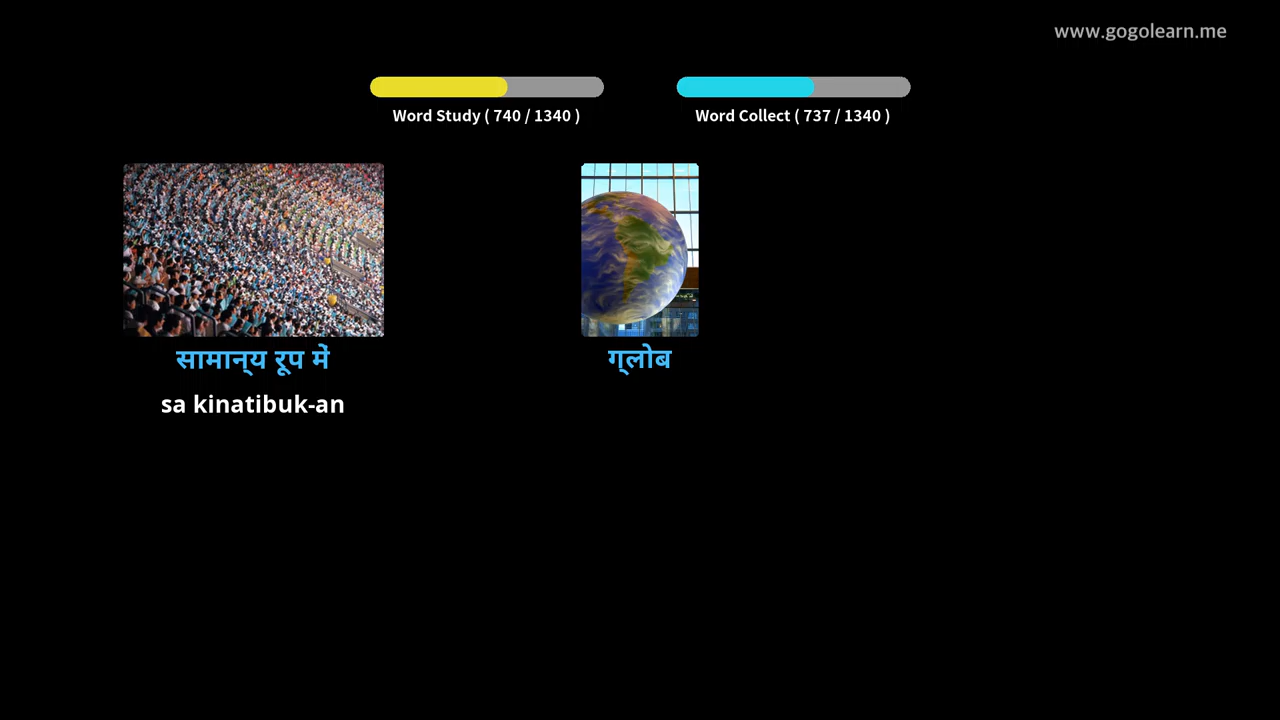 www.gogolearn.me
Word Study ( 740 / 1340 )
Word Collect ( 737 / 1340 )
सामान्य रूप में
ग्लोब
sa kinatibuk-an